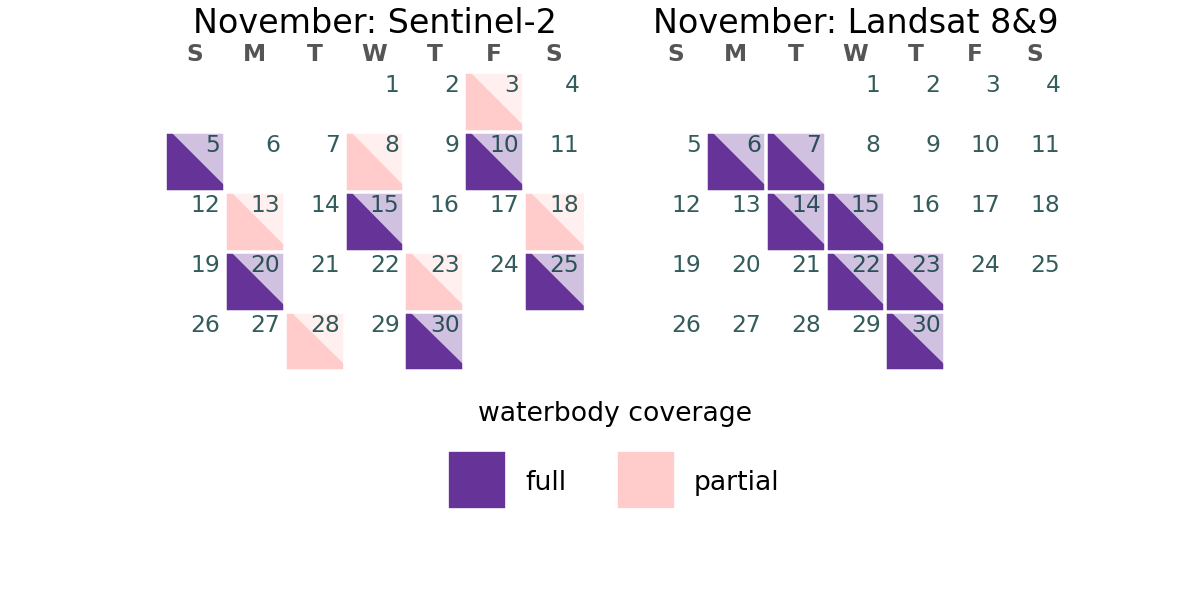 November: Sentinel-2
S M T W T F S
1 2 3 4
5 6 7 8 9 10 11
12 13 14 15 16 17 18
19 20 21 22 23 24 25
26 27 28 29 30
November: Landsat 8&9
S M T W T F S
1 2 3 4
5 6 7 8 9 10 11
12 13 14 15 16 17 18
19 20 21 22 23 24 25
26 27 28 29 30
waterbody coverage
full partial